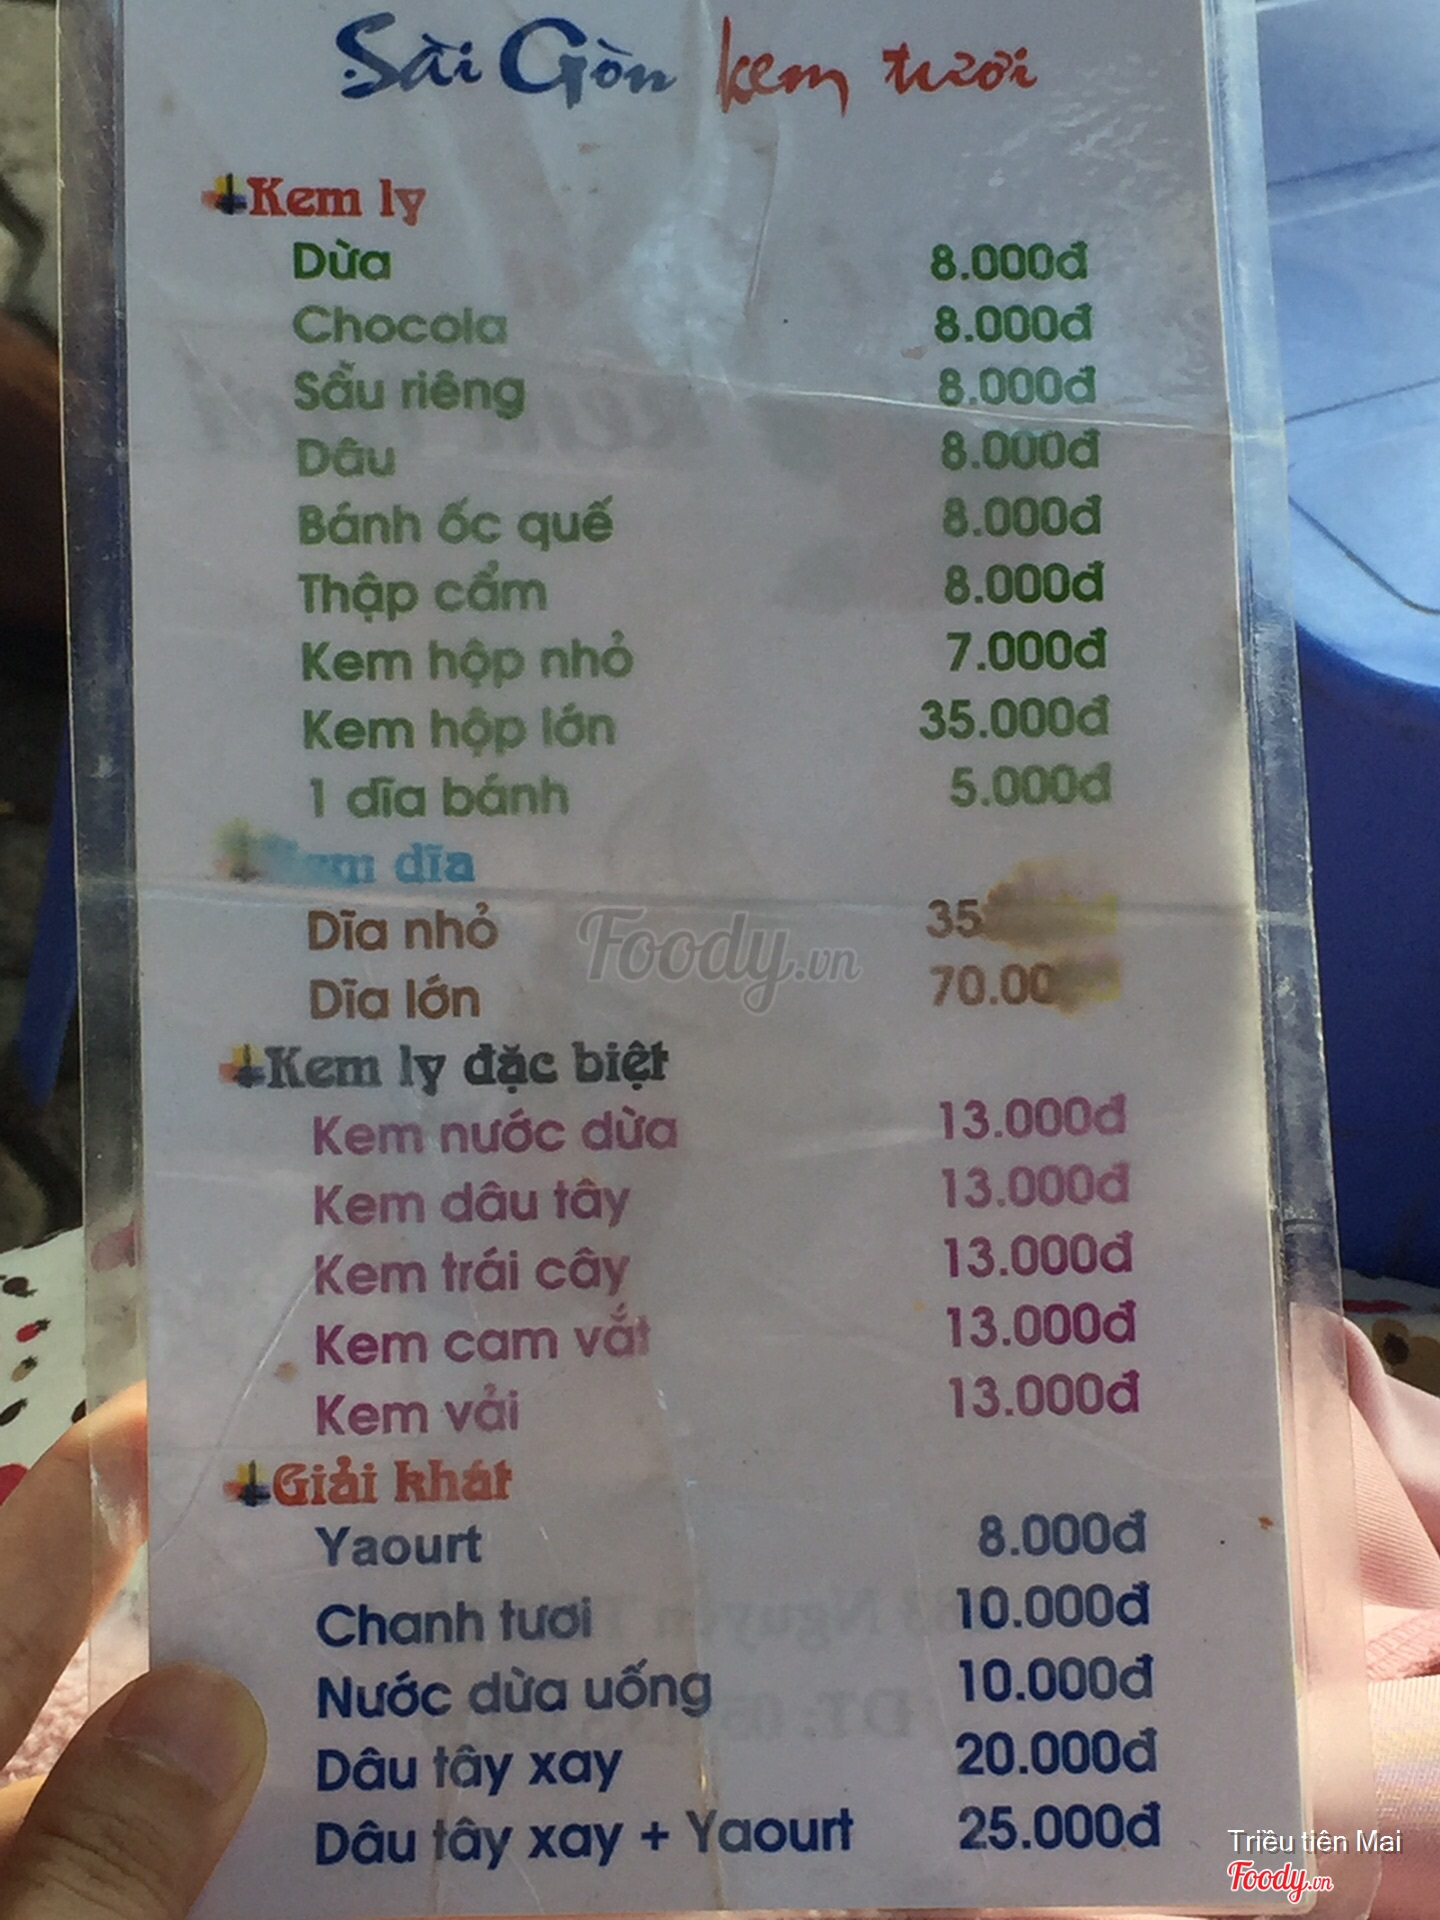 Sài Gòn kem tươi
Kem ly
Dừa 8.000đ
Chocola 8.000đ
Sầu riêng 8.000đ
Dâu 8.000đ
Bánh ốc quế 8.000đ
Thập cẩm 8.000đ
Kem hộp nhỏ 7.000đ
Kem hộp lớn 35.000đ
1 dĩa bánh 5.000đ
dĩa
Dĩa nhỏ 35
Dĩa lớn 70.00
Foody.vn
Kem ly đặc biệt
Kem nước dừa 13.000đ
Kem dâu tây 13.000đ
Kem trái cây 13.000đ
Kem cam vắt 13.000đ
Kem vải 13.000đ
Giải khát
Yaourt 8.000đ
Chanh tươi 10.000đ
Nước dừa uống 10.000đ
Dâu tây xay 20.000đ
Dâu tây xay + Yaourt 25.000đ
Triều tiên Mai
Foody.vn